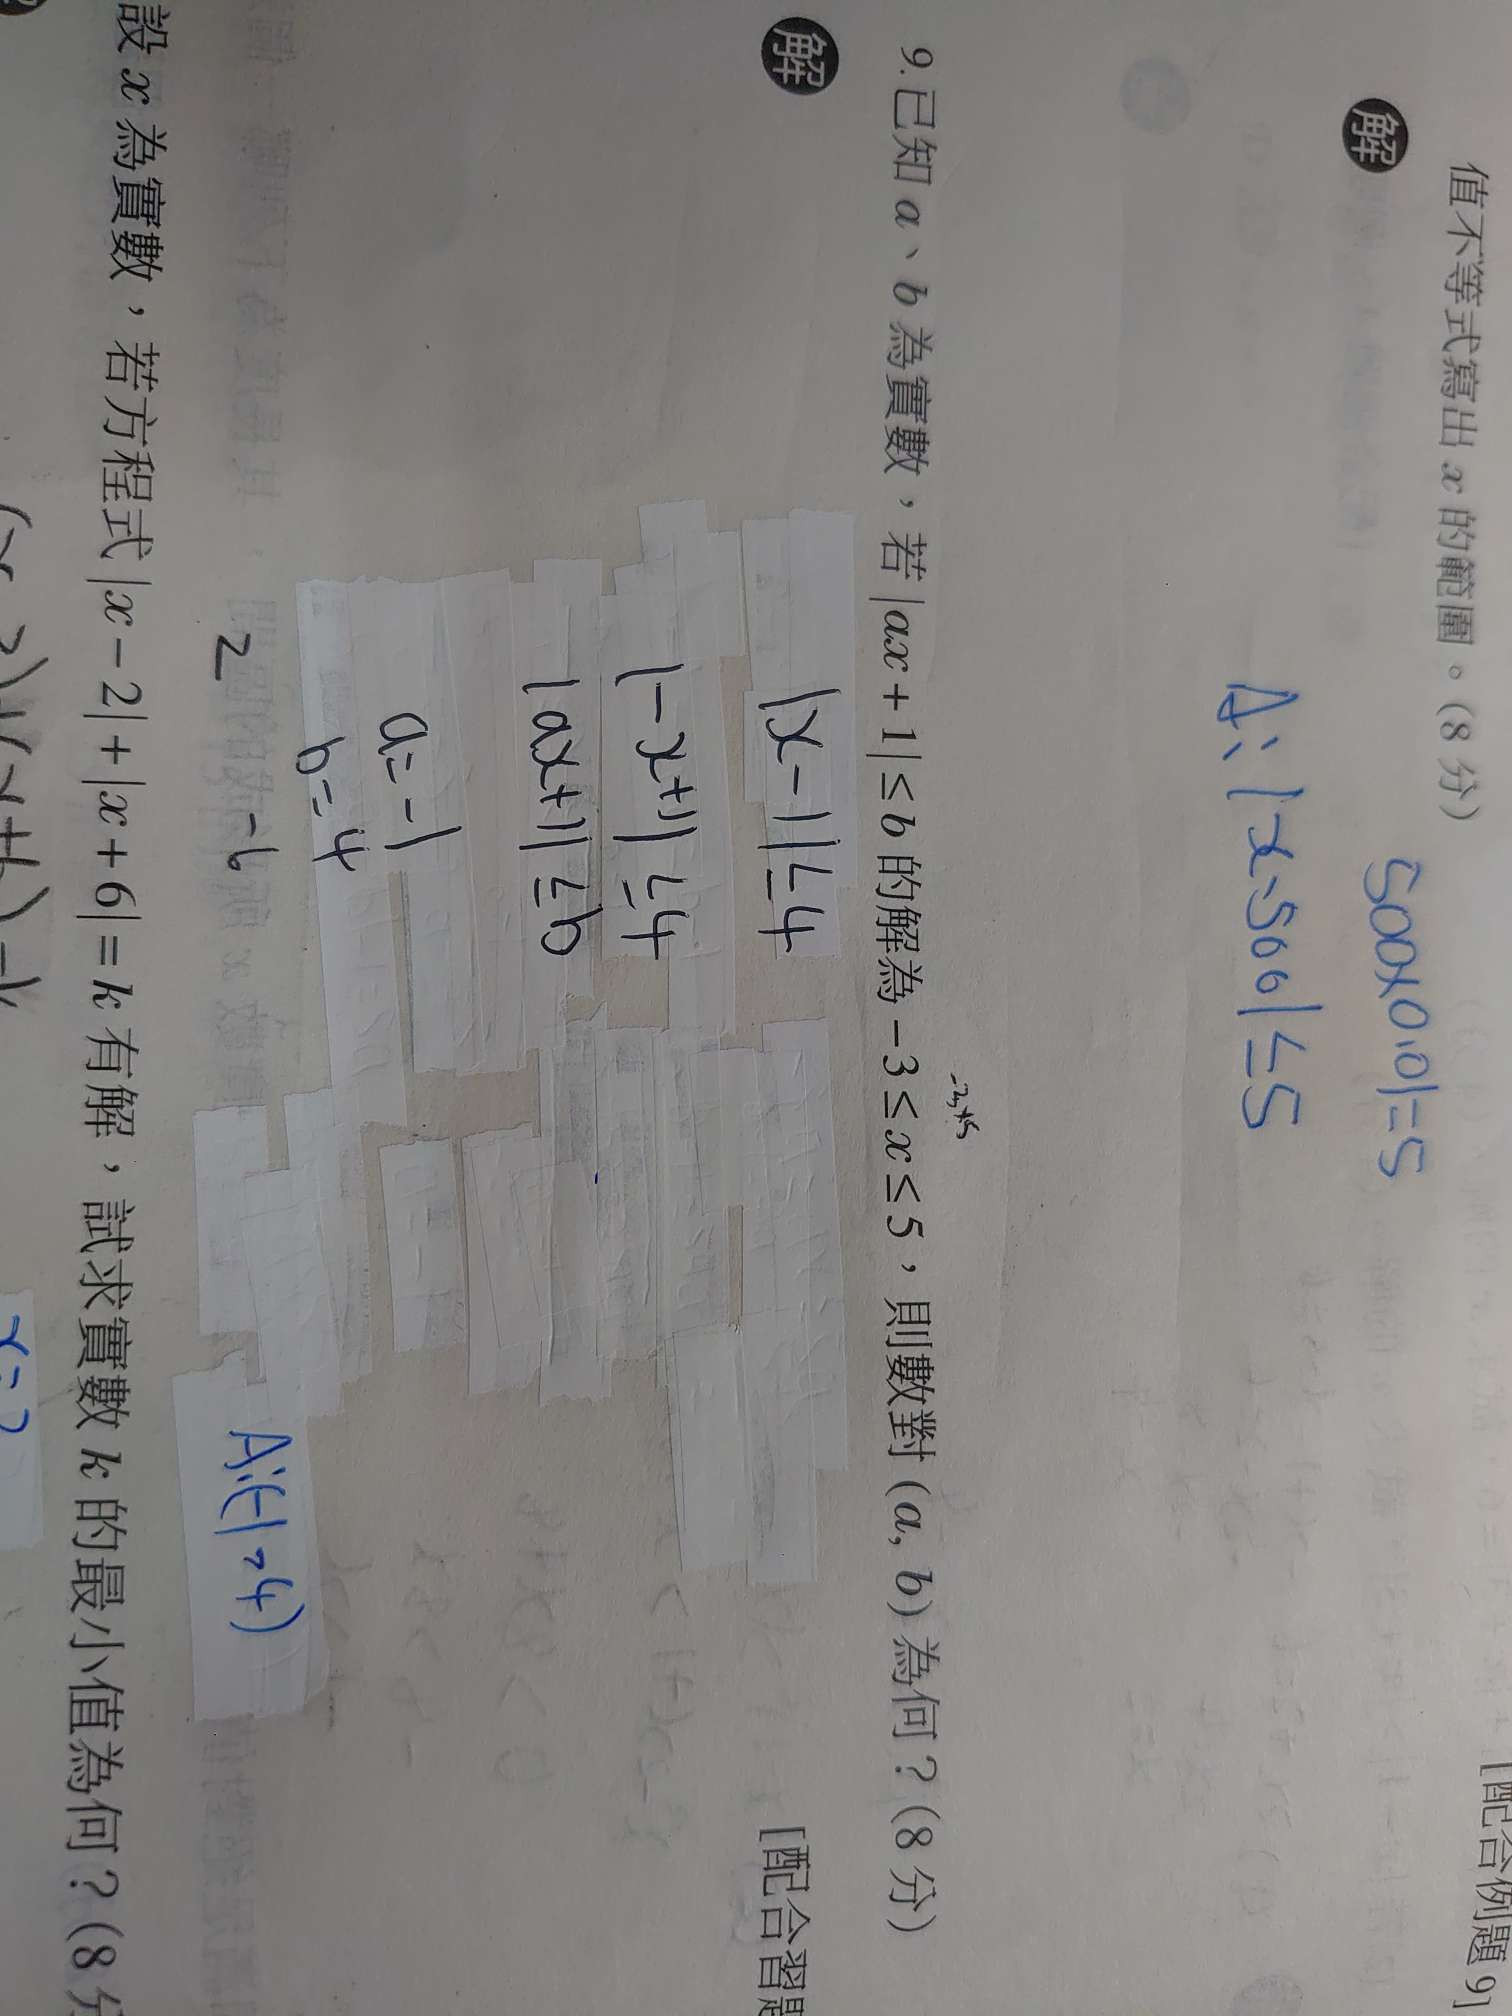 值不等式寫出 x 的範圍。(8 分)
[配合例題 9]
解
500×0.01=5
A: |x-500|≤5
9.已知 a、b 為實數，若 |ax+1|≤b 的解為 -3≤x≤5，則數對 (a, b) 為何？(8 分)
[配合習題
解
|x-1|≤4
|-x+1|≤4
|ax+1|≤b
a=-1
b=4
2 -6
A:(-1,4)
設 x 為實數，若方程式 |x-2|+|x+6|=k 有解，試求實數 k 的最小值為何？(8 分